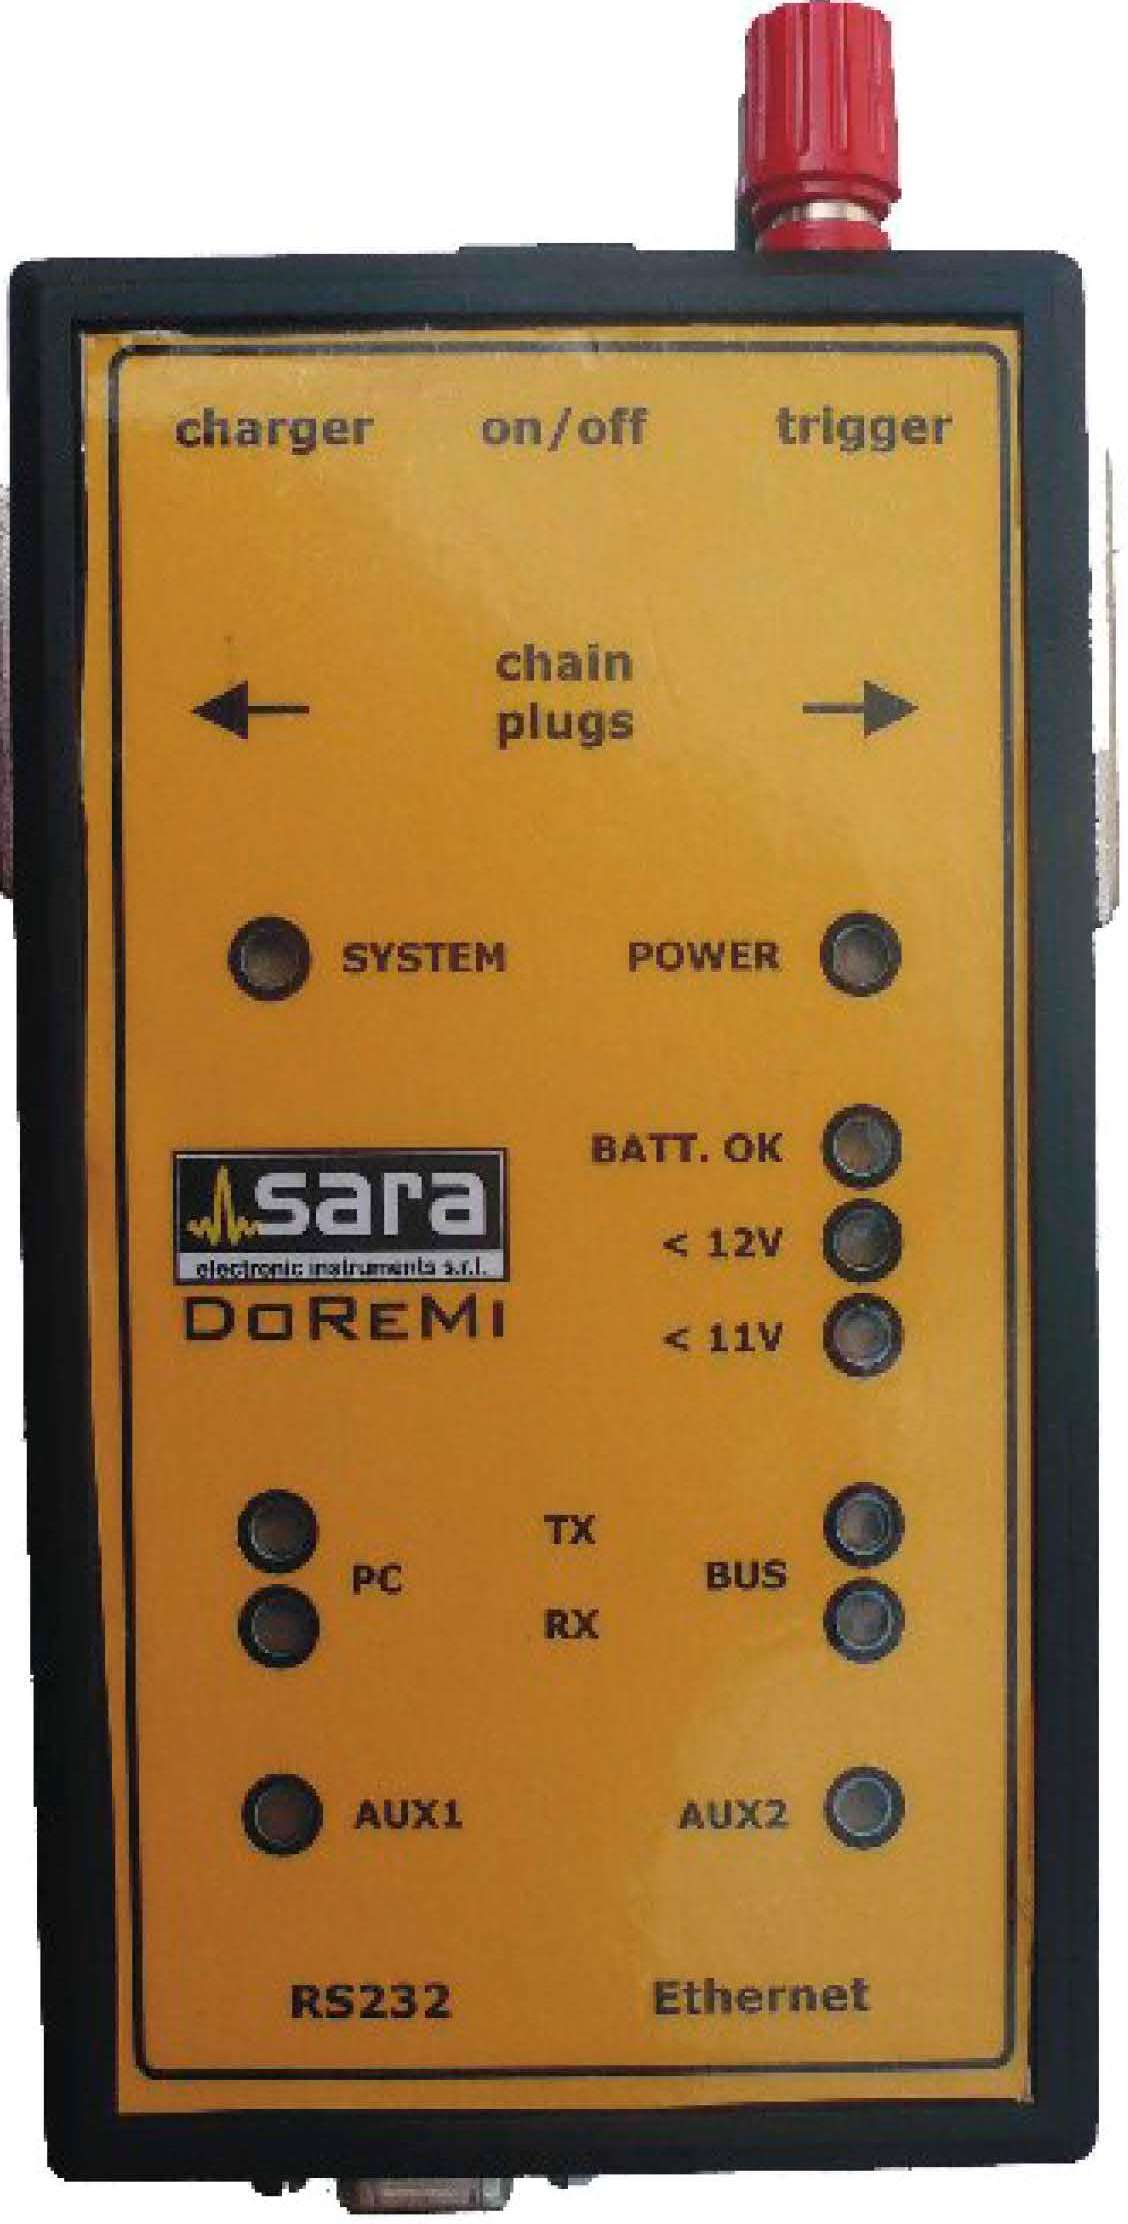 charger on/off trigger
chain
plugs
SYSTEM POWER
BATT. OK
sara
< 12V
electronic instruments s.r.l.
DOREMI
< 11V
TX
PC BUS
RX
AUX1 AUX2
RS232 Ethernet